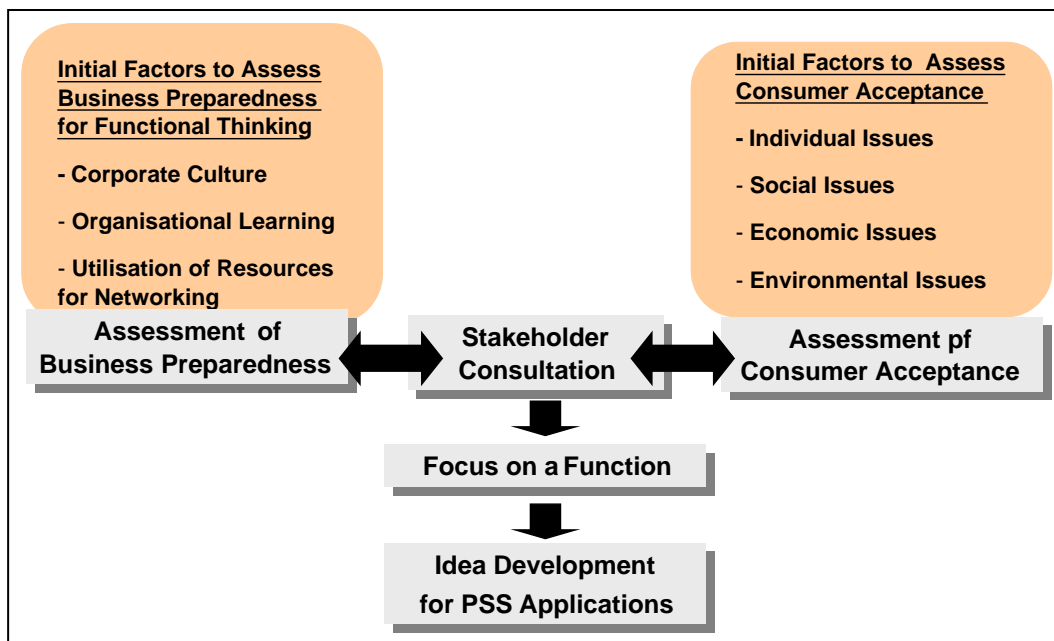 Initial Factors to Assess
Business Preparedness
for Functional Thinking
- Corporate Culture
- Organisational Learning
- Utilisation of Resources
for Networking
Initial Factors to Assess
Consumer Acceptance
- Individual Issues
- Social Issues
- Economic Issues
- Environmental Issues
Assessment of
Business Preparedness
Stakeholder
Consultation
Assessment pf
Consumer Acceptance
Focus on a Function
Idea Development
for PSS Applications